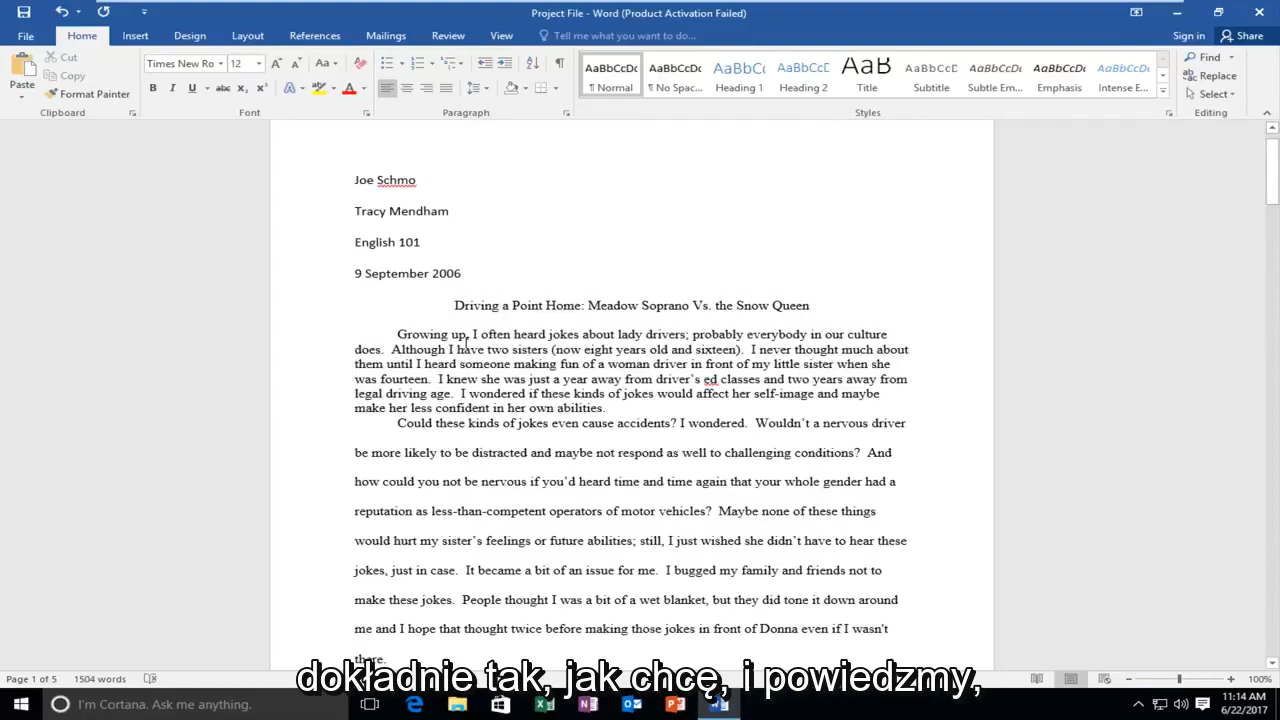 Project File - Word (Product Activation Failed)
File Home Insert Design Layout References Mailings Review View Tell me what you want to do... Sign in Share
Paste Cut Copy Format Painter
Times New Ro 12
AaBbCcDc AaBbCcDc AaBbCc AaBbCcD AaB AaBbCcD AaBbCcDc AaBbCcDc AaBbCcDc
¶ Normal ¶ No Spac... Heading 1 Heading 2 Title Subtitle Subtle Em... Emphasis Intense E...
Find Replace Select
Clipboard Font Paragraph Styles Editing
Joe Schmo
Tracy Mendham
English 101
9 September 2006
Driving a Point Home: Meadow Soprano Vs. the Snow Queen
Growing up, I often heard jokes about lady drivers; probably everybody in our culture
does. Although I have two sisters (now eight years old and sixteen). I never thought much about
them until I heard someone making fun of a woman driver in front of my little sister when she
was fourteen. I knew she was just a year away from driver’s ed classes and two years away from
legal driving age. I wondered if these kinds of jokes would affect her self-image and maybe
make her less confident in her own abilities.
Could these kinds of jokes even cause accidents? I wondered. Wouldn’t a nervous driver
be more likely to be distracted and maybe not respond as well to challenging conditions? And
how could you not be nervous if you’d heard time and time again that your whole gender had a
reputation as less-than-competent operators of motor vehicles? Maybe none of these things
would hurt my sister’s feelings or future abilities; still, I just wished she didn’t have to hear these
jokes, just in case. It became a bit of an issue for me. I bugged my family and friends not to
make these jokes. People thought I was a bit of a wet blanket, but they did tone it down around
me and I hope that thought twice before making those jokes in front of Donna even if I wasn't
there.
dokładnie tak, jak chcę, i powiedzmy,
Page 1 of 5 1504 words 100%
I'm Cortana. Ask me anything.
11:14 AM
6/22/2017